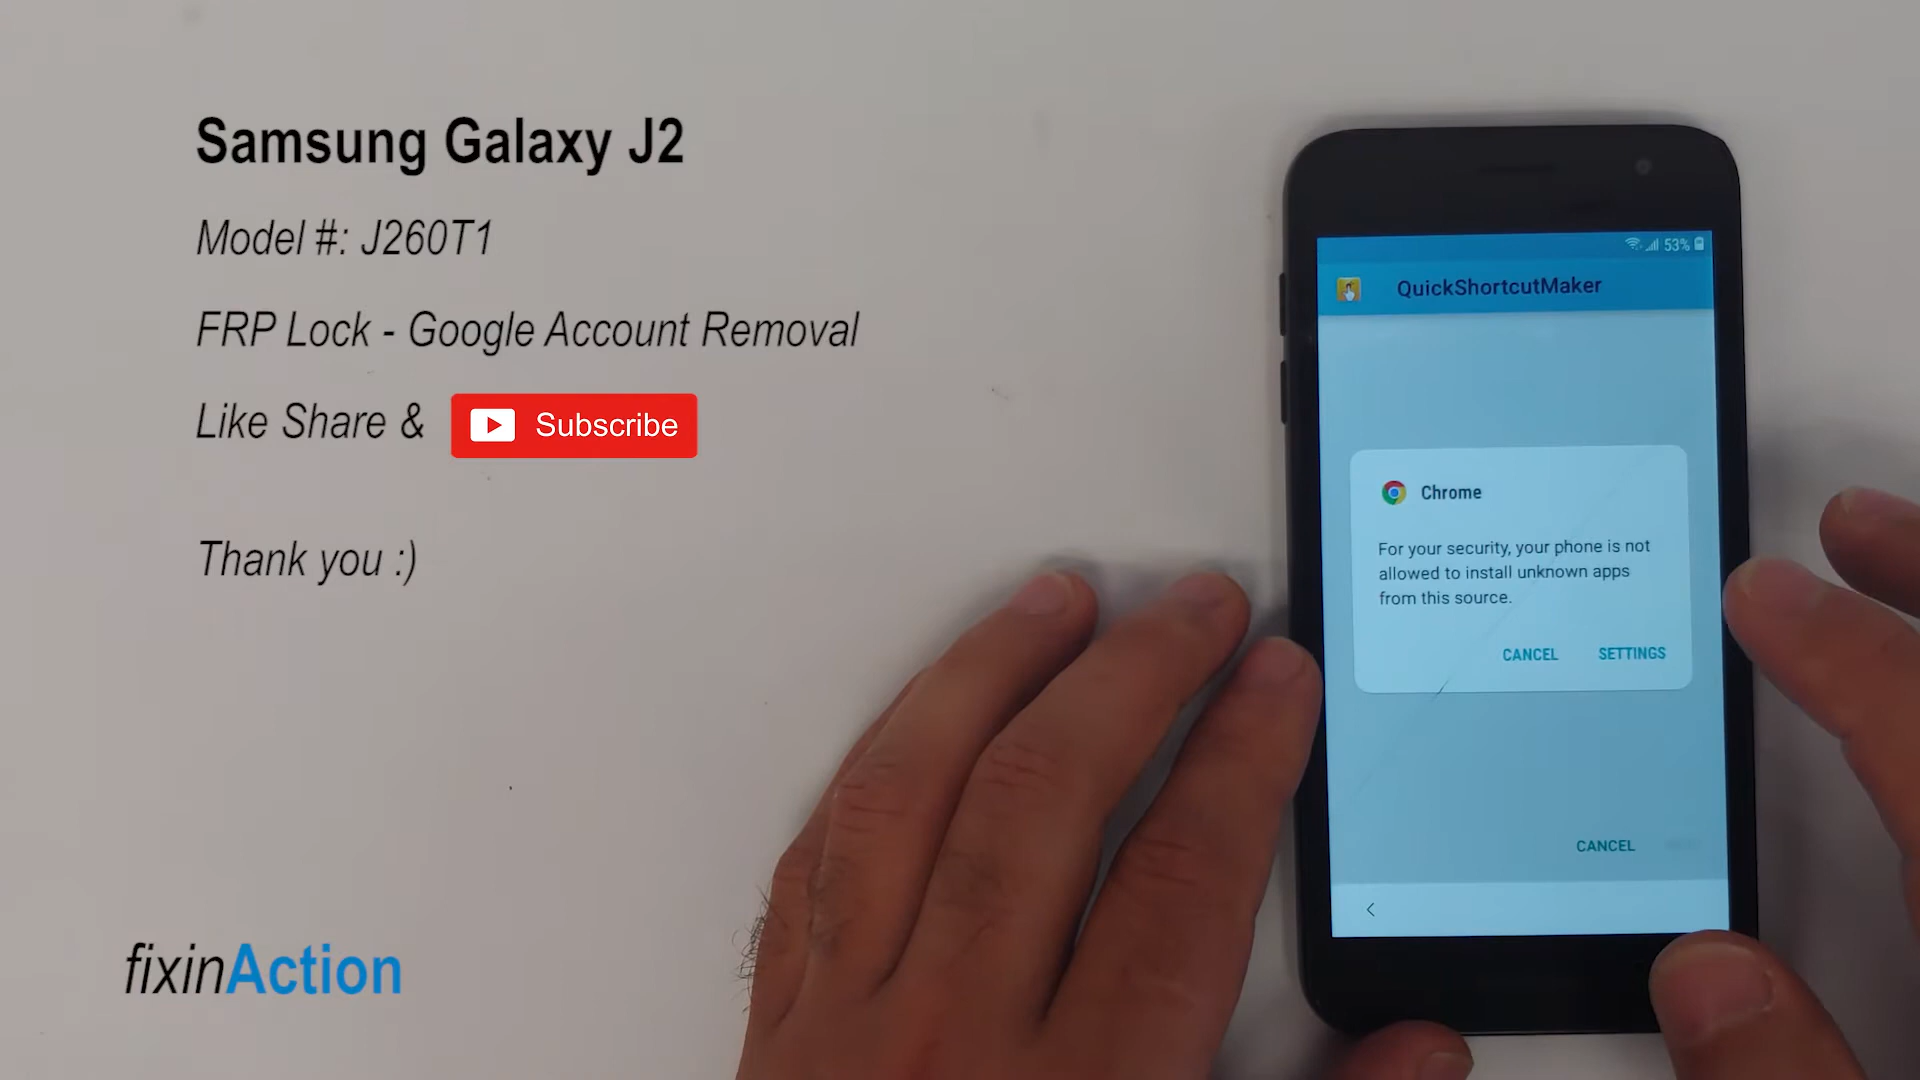 Samsung Galaxy J2
Model #: J260T1
FRP Lock - Google Account Removal
Like Share & Subscribe
Thank you :)
fixinAction
53%
QuickShortcutMaker
Chrome
For your security, your phone is not
allowed to install unknown apps
from this source.
CANCEL SETTINGS
CANCEL